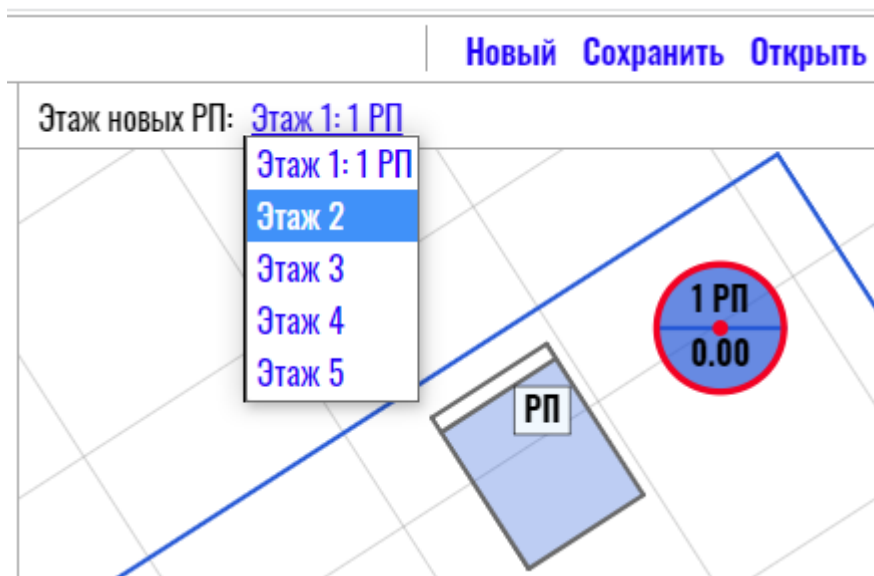 Новый Сохранить Открыть
Этаж новых РП: Этаж 1: 1 РП
Этаж 1: 1 РП
Этаж 2
Этаж 3
Этаж 4
Этаж 5
1 РП
0.00
РП